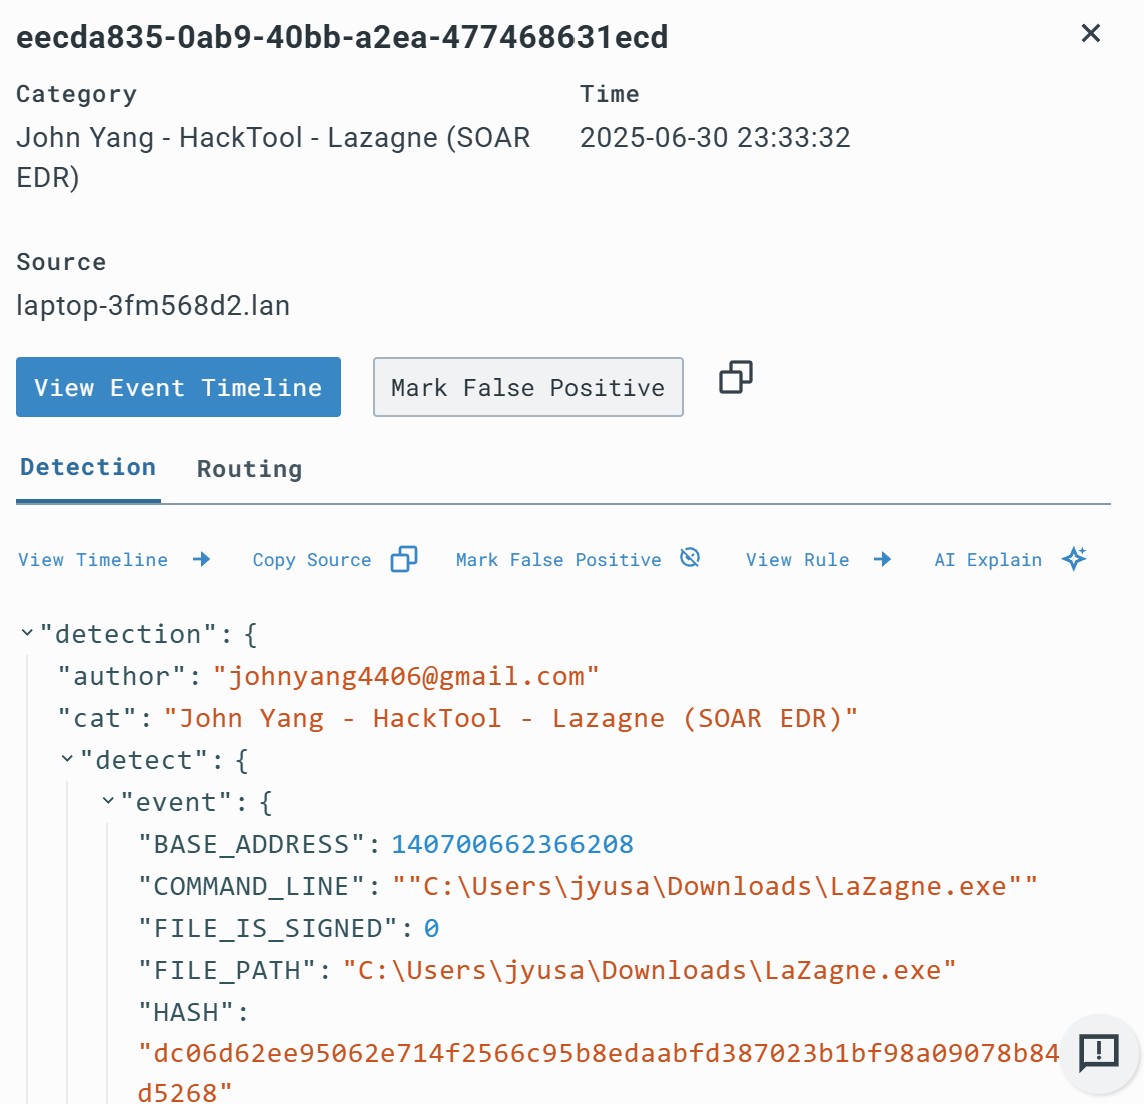 eecda835-0ab9-40bb-a2ea-477468631ecd
Category
Time
John Yang - HackTool - Lazagne (SOAR
EDR)
2025-06-30 23:33:32
Source
laptop-3fm568d2.lan
View Event Timeline
Mark False Positive
Detection
Routing
View Timeline
Copy Source
Mark False Positive
View Rule
AI Explain
"detection": {
"author": "johnyang4406@gmail.com"
"cat": "John Yang - HackTool - Lazagne (SOAR EDR)"
"detect": {
"event": {
"BASE_ADDRESS": 140700662366208
"COMMAND_LINE": ""C:\Users\jyusa\Downloads\LaZagne.exe""
"FILE_IS_SIGNED": 0
"FILE_PATH": "C:\Users\jyusa\Downloads\LaZagne.exe"
"HASH":
"dc06d62ee95062e714f2566c95b8edaabfd387023b1bf98a09078b84
d5268"